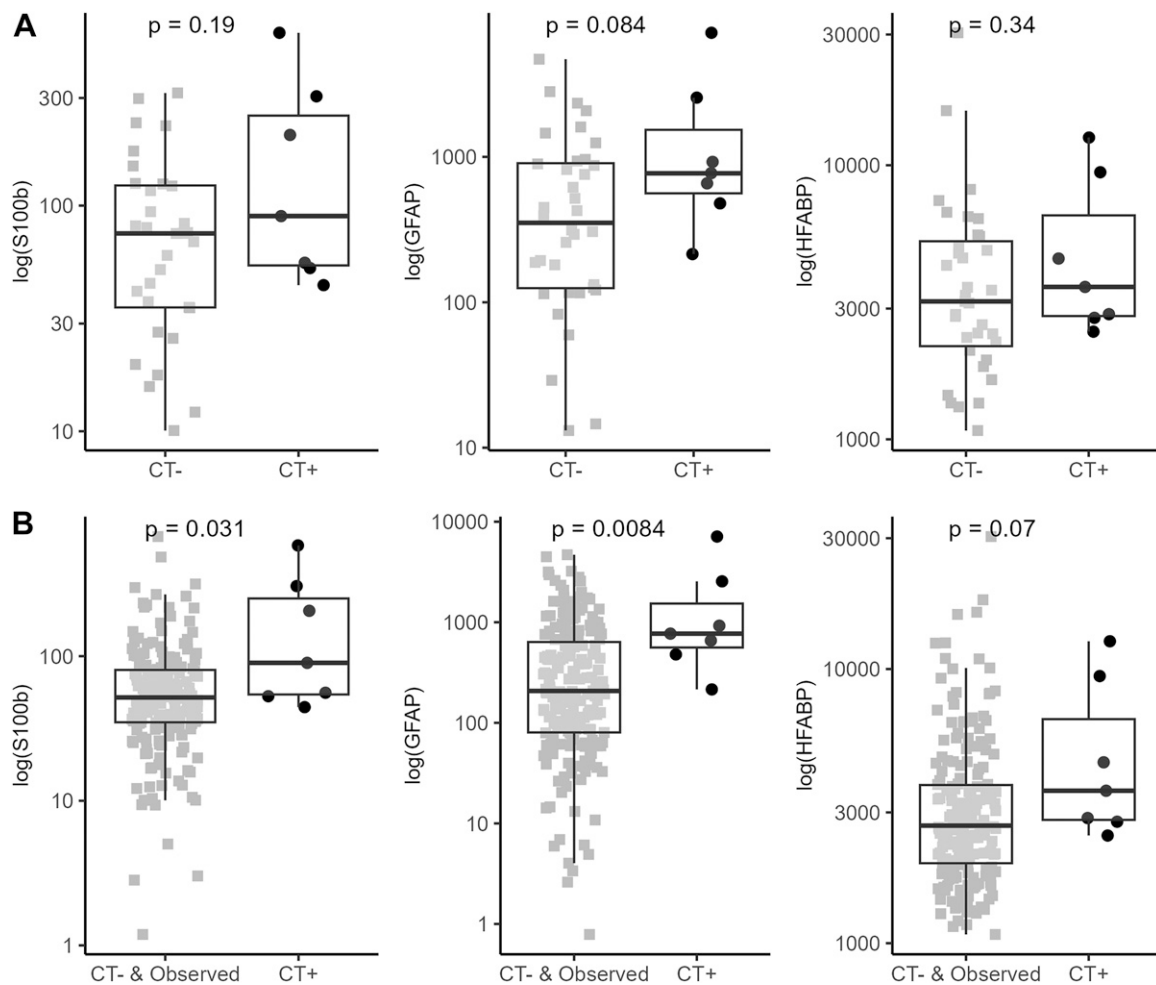 A
p = 0.19
log(S100b)
300
100
30
10
CT-
CT+
p = 0.084
log(GFAP)
1000
100
10
CT-
CT+
p = 0.34
log(HFABP)
30000
10000
3000
1000
CT-
CT+
B
p = 0.031
log(S100b)
100
10
1
CT- & Observed
CT+
p = 0.0084
log(GFAP)
10000
1000
100
10
1
CT- & Observed
CT+
p = 0.07
log(HFABP)
30000
10000
3000
1000
CT- & Observed
CT+